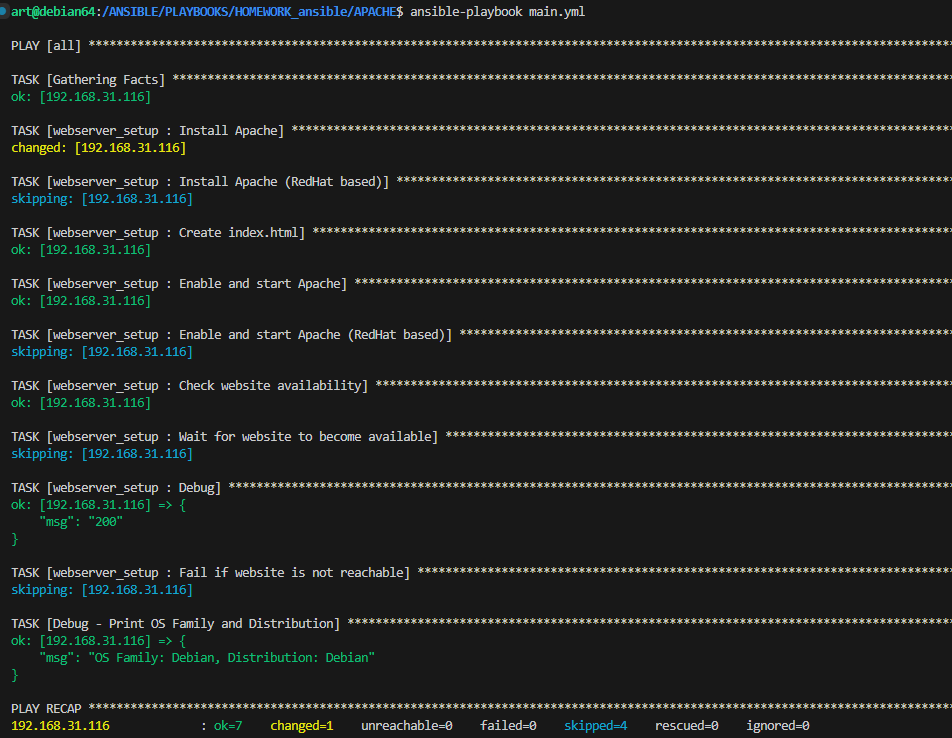 art@debian64:/ANSIBLE/PLAYBOOKS/HOMEWORK_ansible/APACHE$ ansible-playbook main.yml
PLAY [all] ***************************************************************************************************************************
TASK [Gathering Facts] ***************************************************************************************************************
ok: [192.168.31.116]
TASK [webserver_setup : Install Apache] **********************************************************************************************
changed: [192.168.31.116]
TASK [webserver_setup : Install Apache (RedHat based)] *******************************************************************************
skipping: [192.168.31.116]
TASK [webserver_setup : Create index.html] *******************************************************************************************
ok: [192.168.31.116]
TASK [webserver_setup : Enable and start Apache] *************************************************************************************
ok: [192.168.31.116]
TASK [webserver_setup : Enable and start Apache (RedHat based)] **********************************************************************
skipping: [192.168.31.116]
TASK [webserver_setup : Check website availability] **********************************************************************************
ok: [192.168.31.116]
TASK [webserver_setup : Wait for website to become available] ************************************************************************
skipping: [192.168.31.116]
TASK [webserver_setup : Debug] *******************************************************************************************************
ok: [192.168.31.116] => {
    "msg": "200"
}
TASK [webserver_setup : Fail if website is not reachable] ****************************************************************************
skipping: [192.168.31.116]
TASK [Debug - Print OS Family and Distribution] **************************************************************************************
ok: [192.168.31.116] => {
    "msg": "OS Family: Debian, Distribution: Debian"
}
PLAY RECAP ***************************************************************************************************************************
192.168.31.116             : ok=7    changed=1    unreachable=0    failed=0    skipped=4    rescued=0    ignored=0